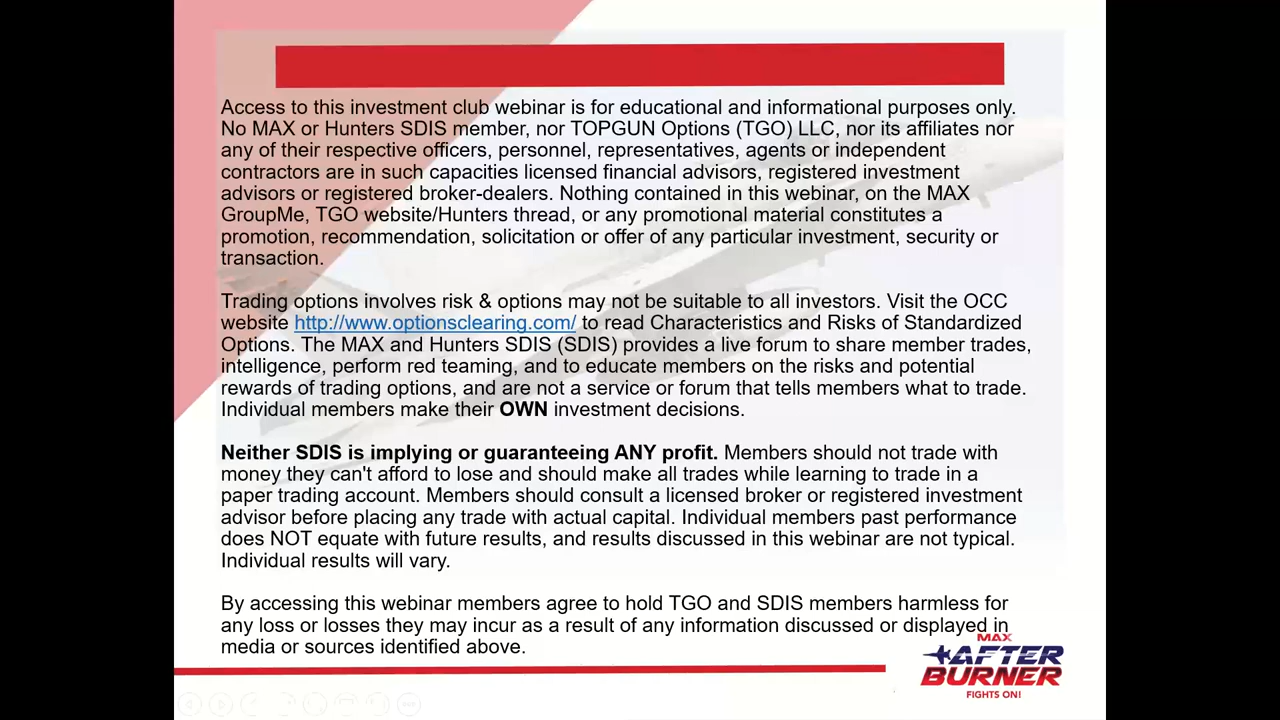 Access to this investment club webinar is for educational and informational purposes only.
No MAX or Hunters SDIS member, nor TOPGUN Options (TGO) LLC, nor its affiliates nor
any of their respective officers, personnel, representatives, agents or independent
contractors are in such capacities licensed financial advisors, registered investment
advisors or registered broker-dealers. Nothing contained in this webinar, on the MAX
GroupMe, TGO website/Hunters thread, or any promotional material constitutes a
promotion, recommendation, solicitation or offer of any particular investment, security or
transaction.
Trading options involves risk & options may not be suitable to all investors. Visit the OCC
website http://www.optionsclearing.com/ to read Characteristics and Risks of Standardized
Options. The MAX and Hunters SDIS (SDIS) provides a live forum to share member trades,
intelligence, perform red teaming, and to educate members on the risks and potential
rewards of trading options, and are not a service or forum that tells members what to trade.
Individual members make their OWN investment decisions.
Neither SDIS is implying or guaranteeing ANY profit. Members should not trade with
money they can't afford to lose and should make all trades while learning to trade in a
paper trading account. Members should consult a licensed broker or registered investment
advisor before placing any trade with actual capital. Individual members past performance
does NOT equate with future results, and results discussed in this webinar are not typical.
Individual results will vary.
By accessing this webinar members agree to hold TGO and SDIS members harmless for
any loss or losses they may incur as a result of any information discussed or displayed in
media or sources identified above.
MAX
AFTER
BURNER
FIGHTS ON!